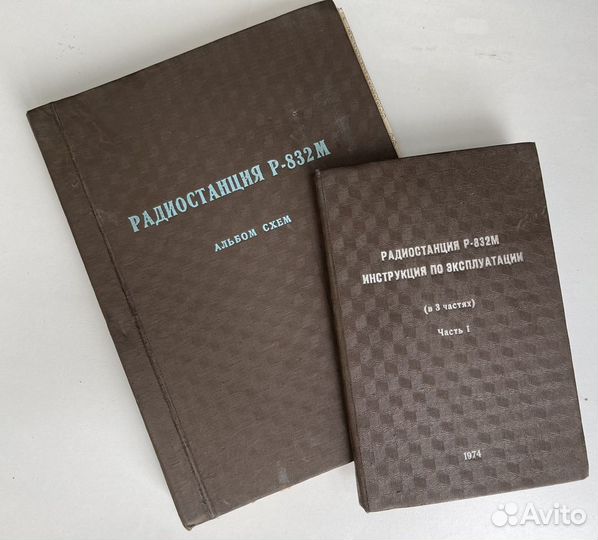 РАДИОСТАНЦИЯ Р-832М
АЛЬБОМ СХЕМ
РАДИОСТАНЦИЯ Р-832М
ИНСТРУКЦИЯ ПО ЭКСПЛУАТАЦИИ
(в 3 частях)
Часть I
1974
Avito